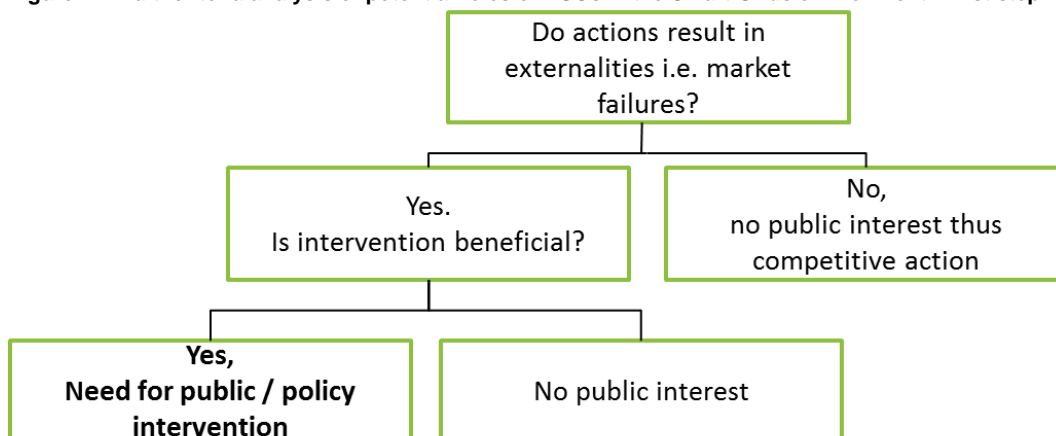 Do actions result in
externalities i.e. market
failures?
Yes.
Is intervention beneficial?
No,
no public interest thus
competitive action
Yes,
Need for public / policy
intervention
No public interest